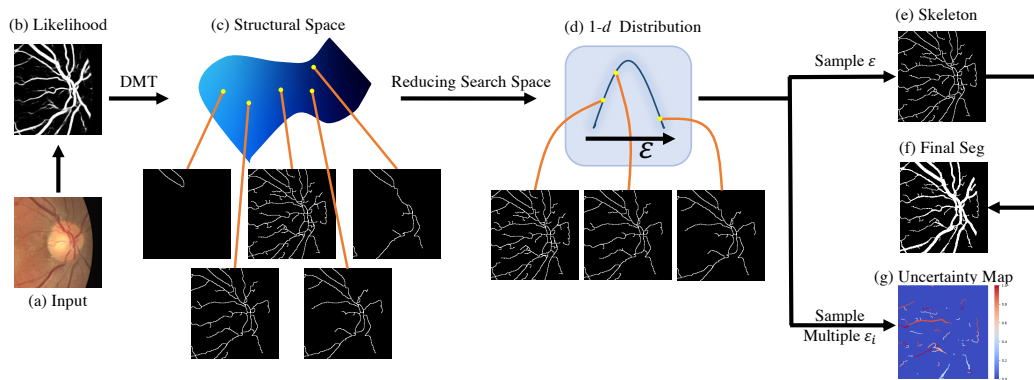 (b) Likelihood
(c) Structural Space
(d) 1-d Distribution
(e) Skeleton
DMT
Reducing Search Space
Sample ε
ε
(f) Final Seg
(a) Input
(g) Uncertainty Map
Sample
Multiple εi